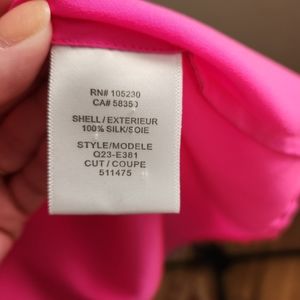 RN# 105230
CA# 58350
SHELL / EXTERIEUR
100% SILK/SOIE
STYLE/MODELE
Q23-E381
CUT / COUPE
511475